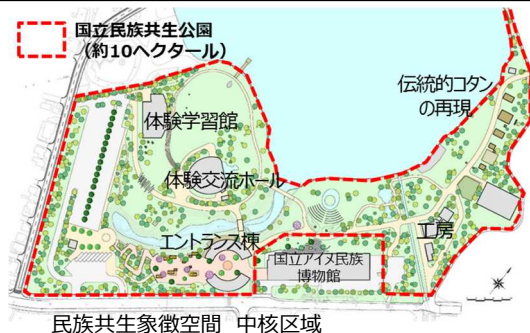 国立民族共生公園
(約10ヘクタール)
伝統的コタン
の再現
体験学習館
体験交流ホール
工房
エントランス棟
国立アイヌ民族
博物館
民族共生象徴空間 中核区域